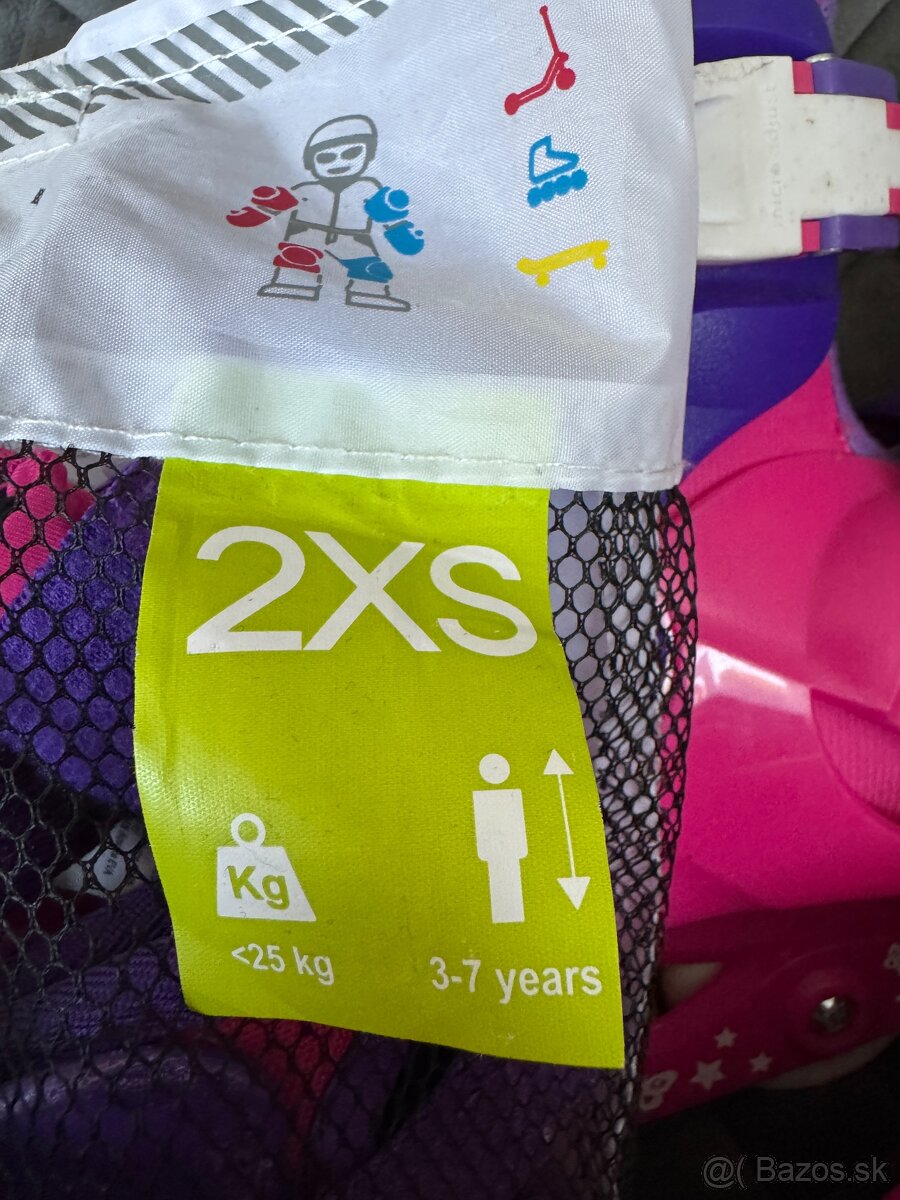 2XS
Kg
<25 kg
3-7 years
@( Bazos.sk